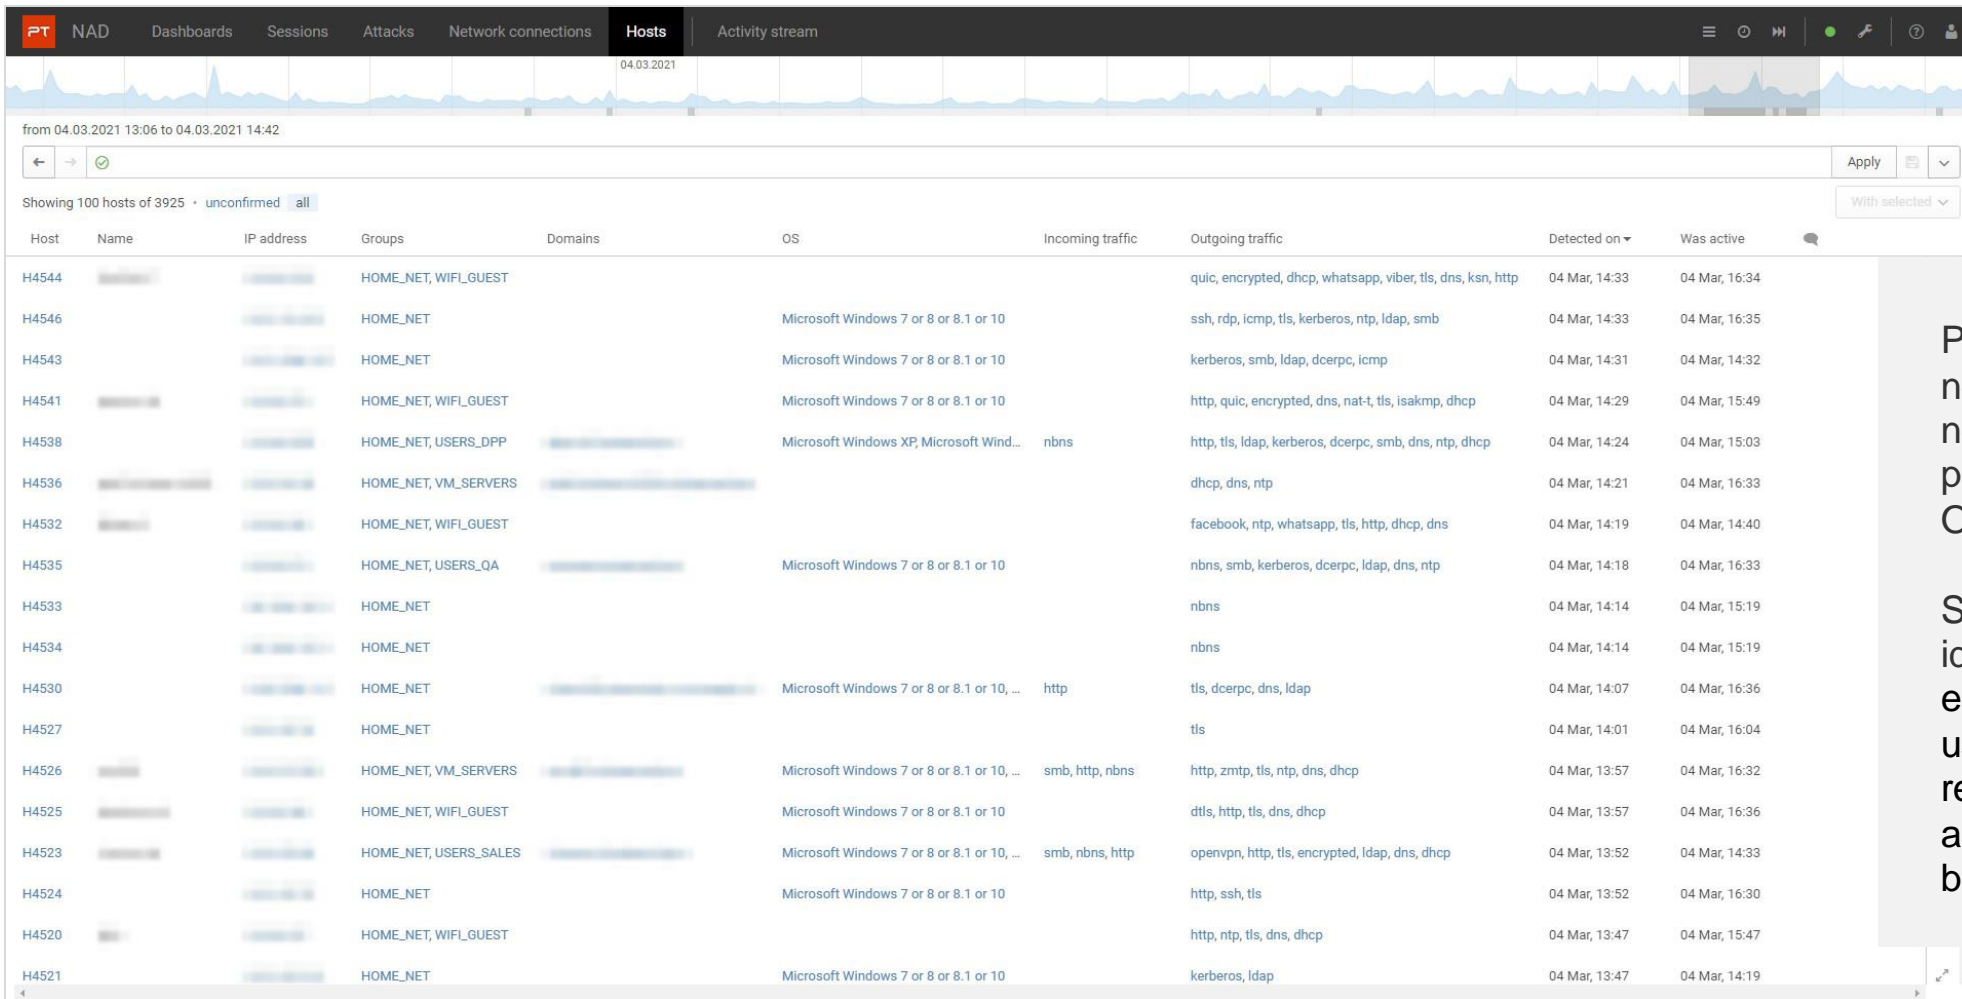 PT NAD Dashboards Sessions Attacks Network connections Hosts Activity stream
04.03.2021
from 04.03.2021 13:06 to 04.03.2021 14:42
Apply
Showing 100 hosts of 3925 • unconfirmed all With selected
Host Name IP address Groups Domains OS Incoming traffic Outgoing traffic Detected on Was active
H4544 HOME_NET, WIFI_GUEST quic, encrypted, dhcp, whatsapp, viber, tls, dns, ksn, http 04 Mar, 14:33 04 Mar, 16:34
H4546 HOME_NET Microsoft Windows 7 or 8 or 8.1 or 10 ssh, rdp, icmp, tls, kerberos, ntp, ldap, smb 04 Mar, 14:33 04 Mar, 16:35
H4543 HOME_NET Microsoft Windows 7 or 8 or 8.1 or 10 kerberos, smb, ldap, dcerpc, icmp 04 Mar, 14:31 04 Mar, 14:32
H4541 HOME_NET, WIFI_GUEST Microsoft Windows 7 or 8 or 8.1 or 10 http, quic, encrypted, dns, nat-t, tls, isakmp, dhcp 04 Mar, 14:29 04 Mar, 15:49
H4538 HOME_NET, USERS_DPP Microsoft Windows XP, Microsoft Wind... nbns http, tls, ldap, kerberos, dcerpc, smb, dns, ntp, dhcp 04 Mar, 14:24 04 Mar, 15:03
H4536 HOME_NET, VM_SERVERS dhcp, dns, ntp 04 Mar, 14:21 04 Mar, 16:33
H4532 HOME_NET, WIFI_GUEST facebook, ntp, whatsapp, tls, http, dhcp, dns 04 Mar, 14:19 04 Mar, 14:40
H4535 HOME_NET, USERS_QA Microsoft Windows 7 or 8 or 8.1 or 10 nbns, smb, kerberos, dcerpc, ldap, dns, ntp 04 Mar, 14:18 04 Mar, 16:33
H4533 HOME_NET nbns 04 Mar, 14:14 04 Mar, 15:19
H4534 HOME_NET nbns 04 Mar, 14:14 04 Mar, 15:19
H4530 HOME_NET Microsoft Windows 7 or 8 or 8.1 or 10, ... http tls, dcerpc, dns, ldap 04 Mar, 14:07 04 Mar, 16:36
H4527 HOME_NET tls 04 Mar, 14:01 04 Mar, 16:04
H4526 HOME_NET, VM_SERVERS Microsoft Windows 7 or 8 or 8.1 or 10, ... smb, http, nbns http, zmtp, tls, ntp, dns, dhcp 04 Mar, 13:57 04 Mar, 16:32
H4525 HOME_NET, WIFI_GUEST Microsoft Windows 7 or 8 or 8.1 or 10 dtls, http, tls, dns, dhcp 04 Mar, 13:57 04 Mar, 16:36
H4523 HOME_NET, USERS_SALES Microsoft Windows 7 or 8 or 8.1 or 10, ... smb, nbns, http openvpn, http, tls, encrypted, ldap, dns, dhcp 04 Mar, 13:52 04 Mar, 14:33
H4524 HOME_NET Microsoft Windows 7 or 8 or 8.1 or 10 http, ssh, tls 04 Mar, 13:52 04 Mar, 16:30
H4520 HOME_NET, WIFI_GUEST http, ntp, tls, dns, dhcp 04 Mar, 13:47 04 Mar, 15:47
H4521 HOME_NET Microsoft Windows 7 or 8 or 8.1 or 10 kerberos, ldap 04 Mar, 13:47 04 Mar, 14:19